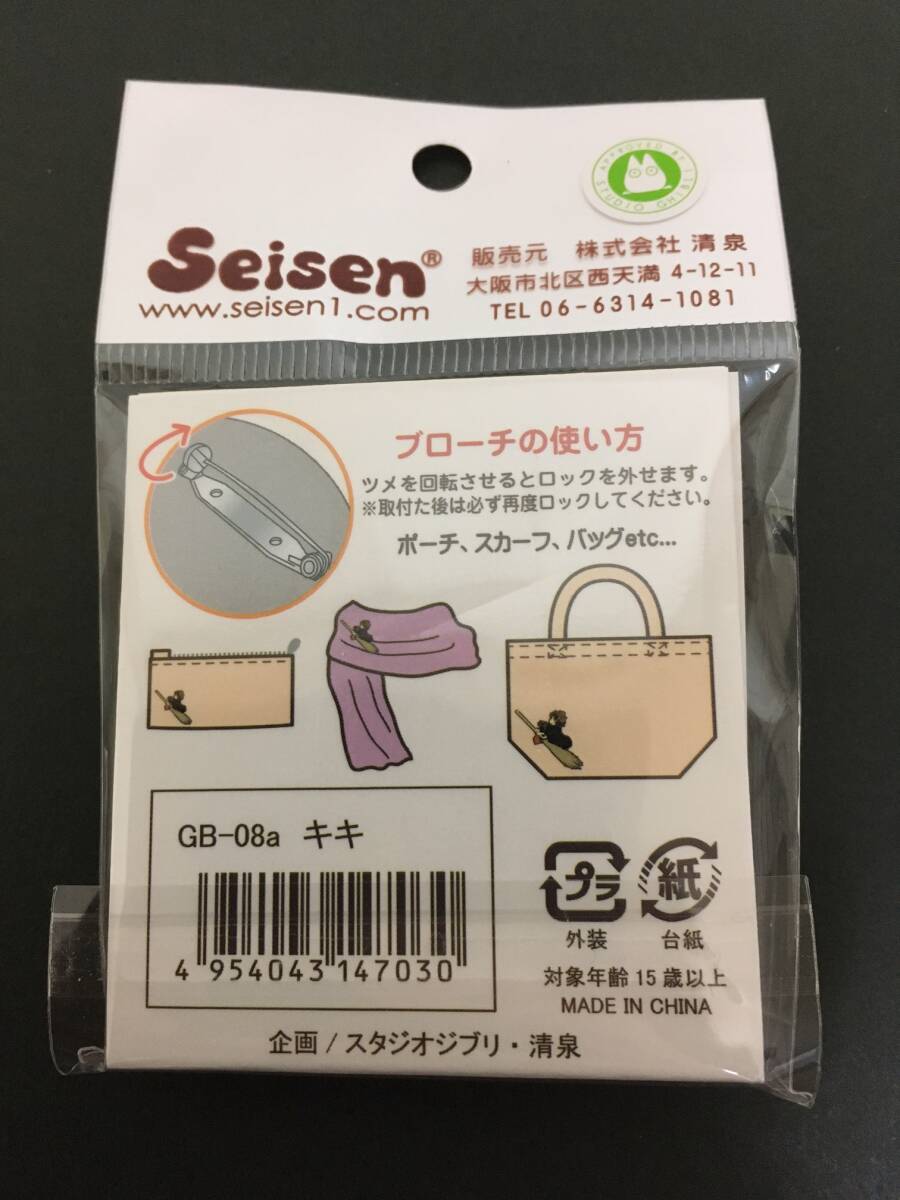 APPROVED BY
STUDIO GHIBLI
Seisen®
www.seisen1.com
販売元 株式会社 清泉
大阪市北区西天満 4-12-11
TEL 06-6314-1081
ブローチの使い方
ツメを回転させるとロックを外せます。
※取付た後は必ず再度ロックしてください。
ポーチ、スカーフ、バッグetc...
GB-08a キキ
4 954043 147030
プラ
外装
紙
台紙
対象年齢 15 歳以上
MADE IN CHINA
企画 / スタジオジブリ・清泉